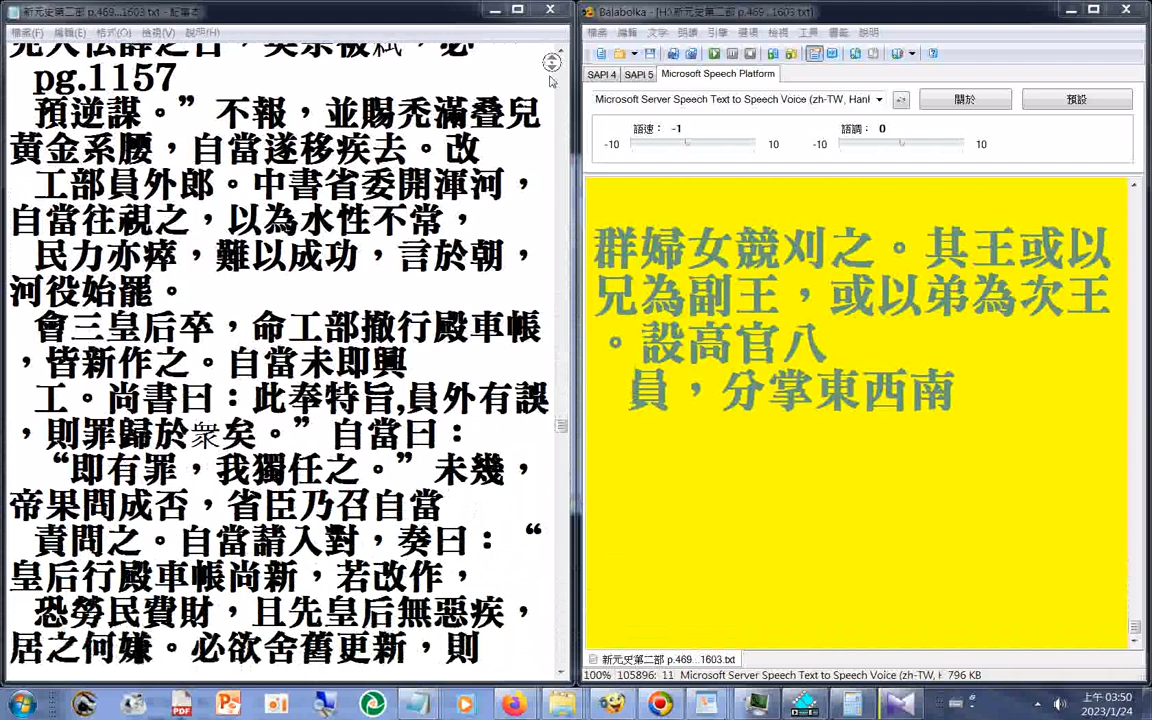 新元史第二部 p.469...1603.txt - 記事本
檔案(F) 編輯(E) 格式(O) 檢視(V) 說明(H)
pg.1157
預逆謀。”不報，並賜禿滿疊兒
黃金系腰，自當遂移疾去。改
工部員外郎。中書省委開渾河，
自當往視之，以為水性不常，
民力亦瘁，難以成功，言於朝，
河役始罷。
會三皇后卒，命工部撤行殿車帳
，皆新作之。自當未即興
工。尚書曰：此奉特旨,員外有誤
，則罪歸於衆矣。”自當曰：
“即有罪，我獨任之。”未幾，
帝果問成否，省臣乃召自當
責問之。自當請入對，奏曰：“
皇后行殿車帳尚新，若改作，
恐勞民費財，且先皇后無惡疾，
居之何嫌。必欲舍舊更新，則
Balabolka - [H:\新元史第二部 p.469...1603.txt]
檔案 編輯 文字 朗讀 引擎 選項 檢視 工具 書籤 說明
SAPI 4 SAPI 5 Microsoft Speech Platform
Microsoft Server Speech Text to Speech Voice (zh-TW, Hanl
關於 預設
語速： -1 語調： 0
-10 10 -10 10
群婦女競刈之。其王或以
兄為副王，或以弟為次王
。設高官八
員，分掌東西南
新元史第二部 p.469...1603.txt
100% 105896: 11 Microsoft Server Speech Text to Speech Voice (zh-TW, H 796 KB
上午 03:50
2023/1/24